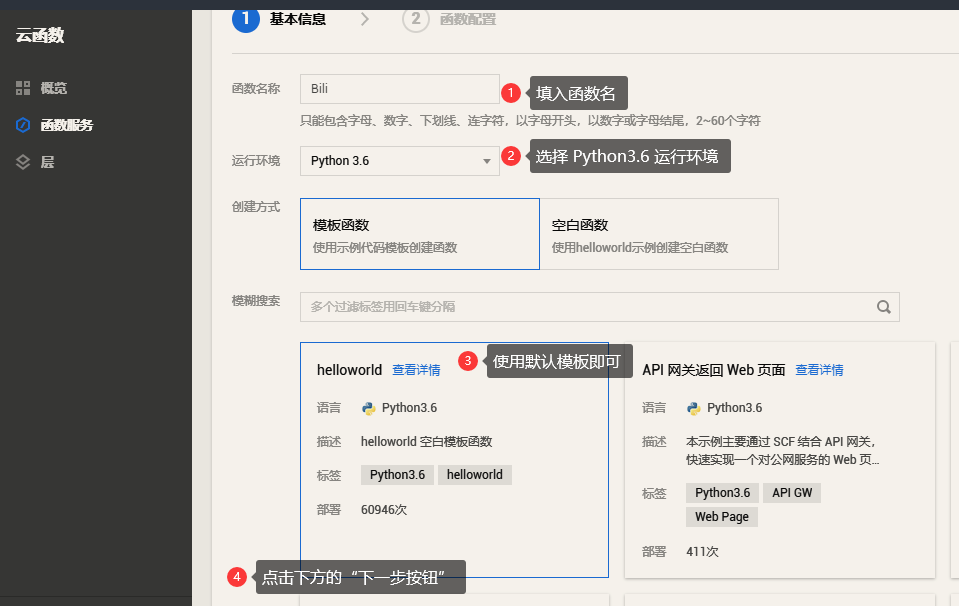 云函数
概览
函数服务
层
1 基本信息
2 函数配置
函数名称
Bili
1 填入函数名
只能包含字母、数字、下划线、连字符，以字母开头，以数字或字母结尾，2~60个字符
运行环境
Python 3.6
2 选择 Python3.6 运行环境
创建方式
模板函数
使用示例代码模板创建函数
空白函数
使用helloworld示例创建空白函数
模糊搜索
多个过滤标签用回车键分隔
3 使用默认模板即可
helloworld 查看详情
语言 Python3.6
描述 helloworld 空白模板函数
标签 Python3.6 helloworld
部署 60946次
API 网关返回 Web 页面 查看详情
语言 Python3.6
描述 本示例主要通过 SCF 结合 API 网关，
快速实现一个对公网服务的 Web 页...
标签 Python3.6 API GW
Web Page
部署 411次
4 点击下方的“下一步按钮”